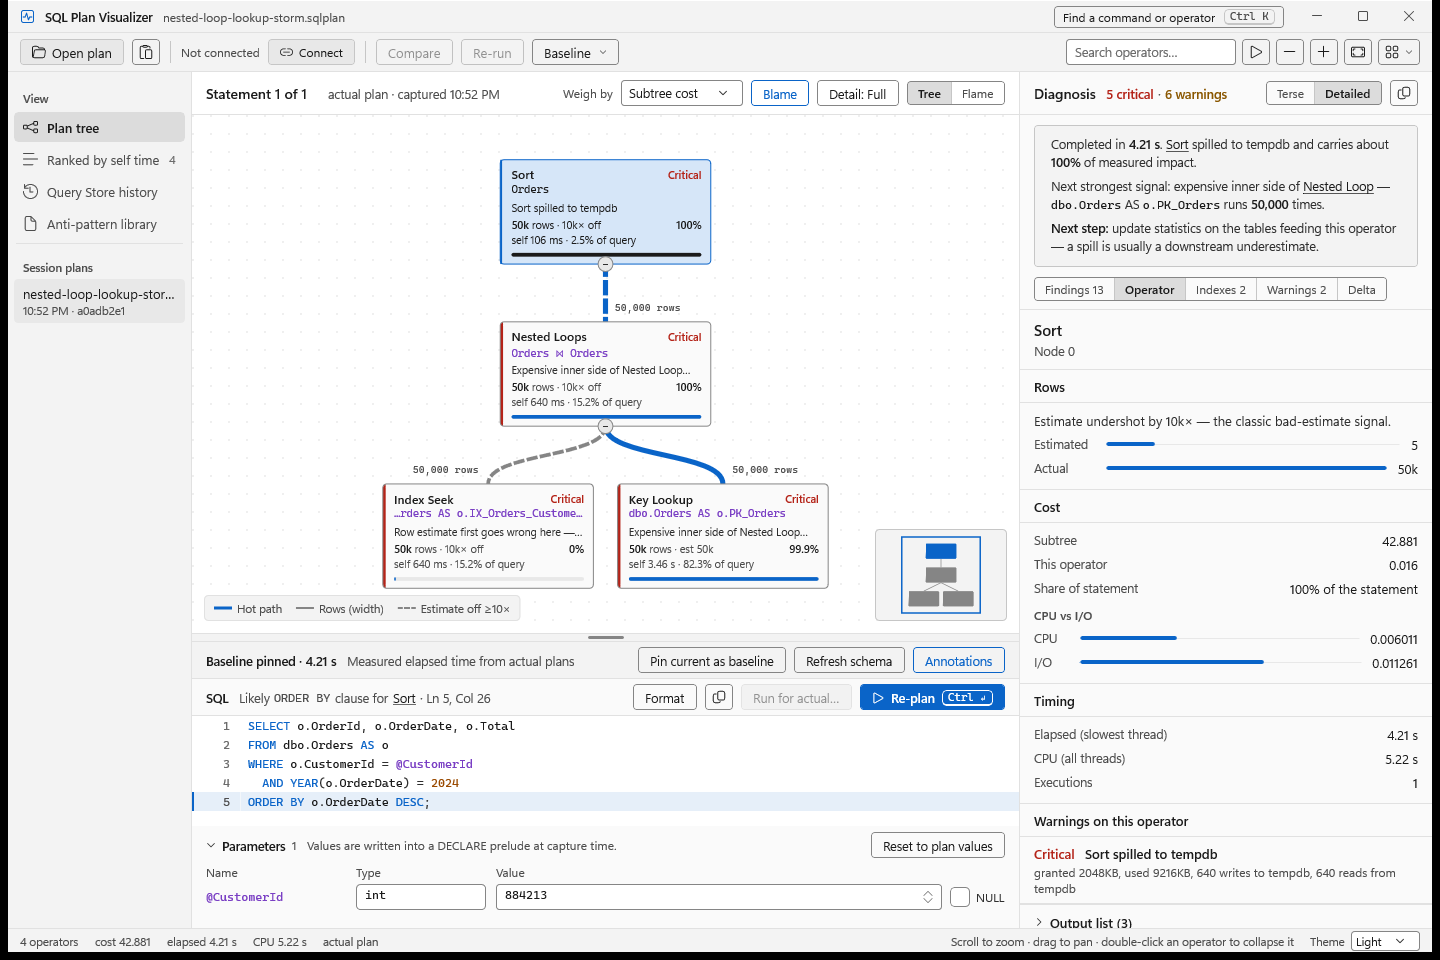 SQL Plan Visualizer nested-loop-lookup-storm.sqlplan
Find a command or operator Ctrl K
Open plan
Not connected
Connect
Compare
Re-run
Baseline
Search operators...
View
Plan tree
Ranked by self time 4
Query Store history
Anti-pattern library
Session plans
nested-loop-lookup-stor...
10:52 PM · a0adb2e1
Statement 1 of 1 actual plan · captured 10:52 PM
Weigh by Subtree cost
Blame
Detail: Full
Tree Flame
Sort Critical
Orders
Sort spilled to tempdb
50k rows · 10k× off 100%
self 106 ms · 2.5% of query
50,000 rows
Nested Loops Critical
Orders ⋈ Orders
Expensive inner side of Nested Loop...
50k rows · 10k× off 100%
self 640 ms · 15.2% of query
50,000 rows
50,000 rows
Index Seek Critical
…rders AS o.IX_Orders_Custome…
Row estimate first goes wrong here —...
50k rows · 10k× off 0%
self 640 ms · 15.2% of query
Key Lookup Critical
dbo.Orders AS o.PK_Orders
Expensive inner side of Nested Loop...
50k rows · est 50k 99.9%
self 3.46 s · 82.3% of query
Hot path Rows (width) Estimate off ≥10×
Baseline pinned · 4.21 s Measured elapsed time from actual plans
Pin current as baseline
Refresh schema
Annotations
SQL Likely ORDER BY clause for Sort · Ln 5, Col 26
Format
Run for actual...
Re-plan Ctrl ↲
1 SELECT o.OrderId, o.OrderDate, o.Total
2 FROM dbo.Orders AS o
3 WHERE o.CustomerId = @CustomerId
4 AND YEAR(o.OrderDate) = 2024
5 ORDER BY o.OrderDate DESC;
Parameters 1 Values are written into a DECLARE prelude at capture time.
Reset to plan values
Name Type Value
@CustomerId int 884213 NULL
Diagnosis 5 critical · 6 warnings
Terse Detailed
Completed in 4.21 s. Sort spilled to tempdb and carries about
100% of measured impact.
Next strongest signal: expensive inner side of Nested Loop —
dbo.Orders AS o.PK_Orders runs 50,000 times.
Next step: update statistics on the tables feeding this operator
— a spill is usually a downstream underestimate.
Findings 13 Operator Indexes 2 Warnings 2 Delta
Sort
Node 0
Rows
Estimate undershot by 10k× — the classic bad-estimate signal.
Estimated 5
Actual 50k
Cost
Subtree 42.881
This operator 0.016
Share of statement 100% of the statement
CPU vs I/O
CPU 0.006011
I/O 0.011261
Timing
Elapsed (slowest thread) 4.21 s
CPU (all threads) 5.22 s
Executions 1
Warnings on this operator
Critical Sort spilled to tempdb
granted 2048KB, used 9216KB, 640 writes to tempdb, 640 reads from
tempdb
Output list (3)
4 operators cost 42.881 elapsed 4.21 s CPU 5.22 s actual plan
Scroll to zoom · drag to pan · double-click an operator to collapse it
Theme Light